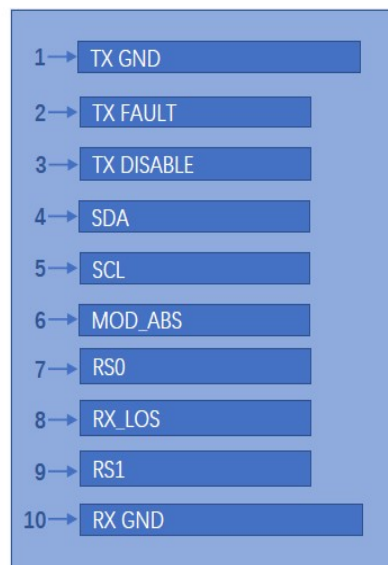 1 TX GND
2 TX FAULT
3 TX DISABLE
4 SDA
5 SCL
6 MOD_ABS
7 RS0
8 RX_LOS
9 RS1
10 RX GND